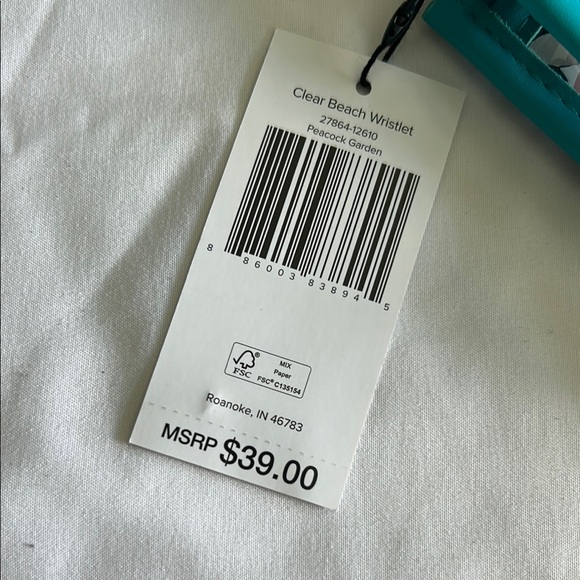 Clear Beach Wristlet
27864-12610
Peacock Garden
8 86003 83894 5
FSC®
MIX
Paper
FSC® C135154
Roanoke, IN 46783
MSRP $39.00